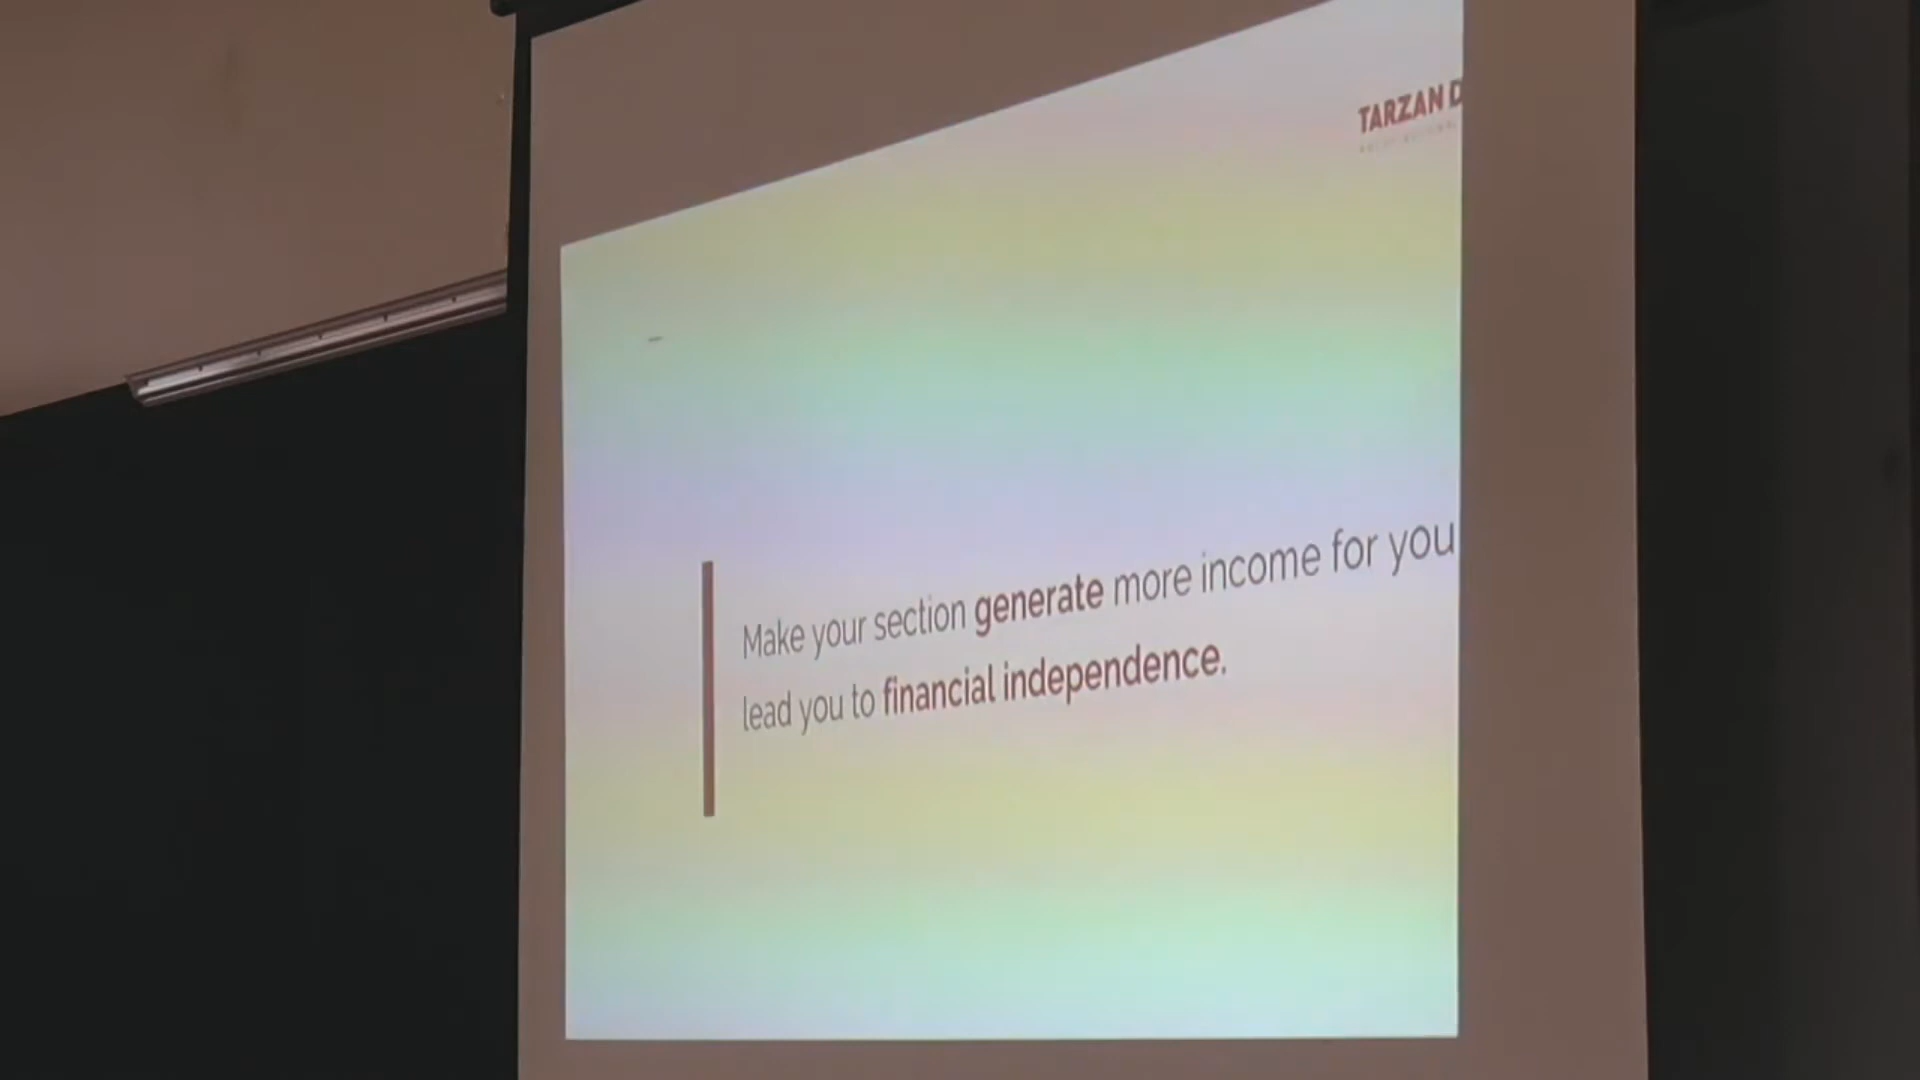 TARZAN D
Make your section generate more income for you
lead you to financial independence.